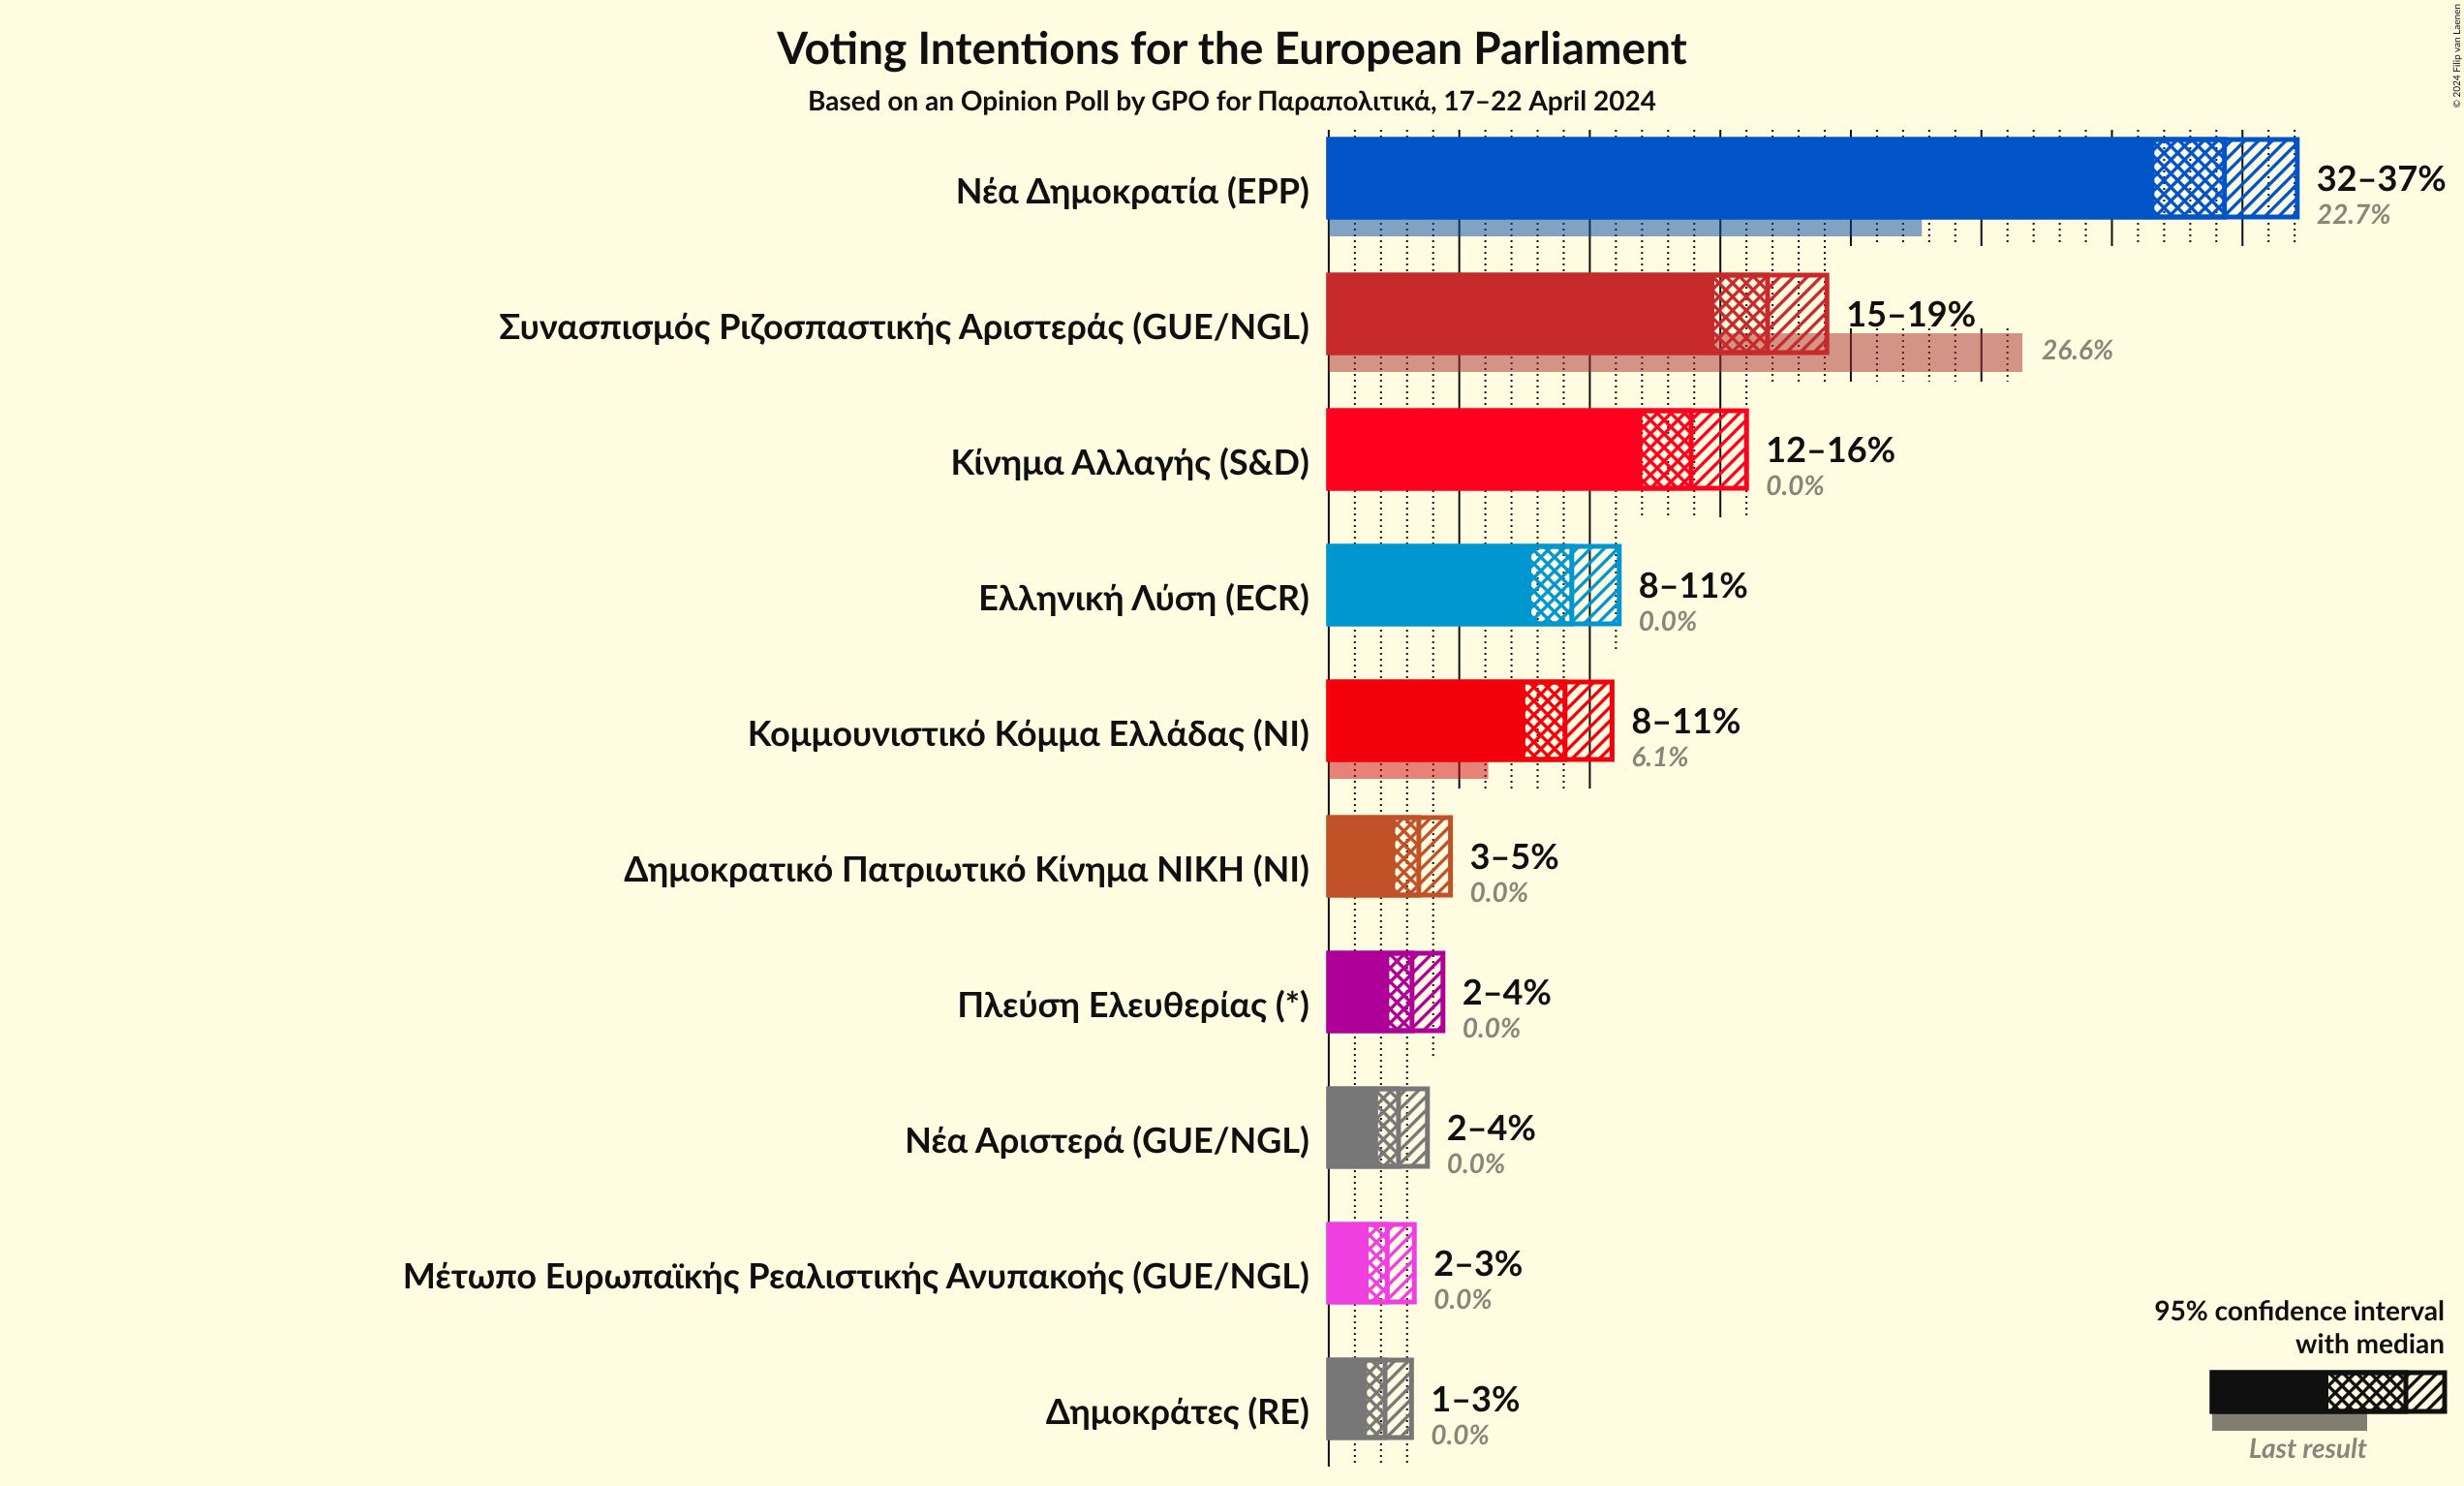 © 2024 Filip van Laenen
Voting Intentions for the European Parliament
Based on an Opinion Poll by GPO for Παραπολιτικά, 17–22 April 2024
Νέα Δημοκρατία (EPP)
32–37%
22.7%
Συνασπισμός Ριζοσπαστικής Αριστεράς (GUE/NGL)
15–19%
26.6%
Κίνημα Αλλαγής (S&D)
12–16%
0.0%
Ελληνική Λύση (ECR)
8–11%
0.0%
Κομμουνιστικό Κόμμα Ελλάδας (NI)
8–11%
6.1%
Δημοκρατικό Πατριωτικό Κίνημα ΝΙΚΗ (NI)
3–5%
0.0%
Πλεύση Ελευθερίας (*)
2–4%
0.0%
Νέα Αριστερά (GUE/NGL)
2–4%
0.0%
Μέτωπο Ευρωπαϊκής Ρεαλιστικής Ανυπακοής (GUE/NGL)
2–3%
0.0%
Δημοκράτες (RE)
1–3%
0.0%
95% confidence interval
with median
Last result